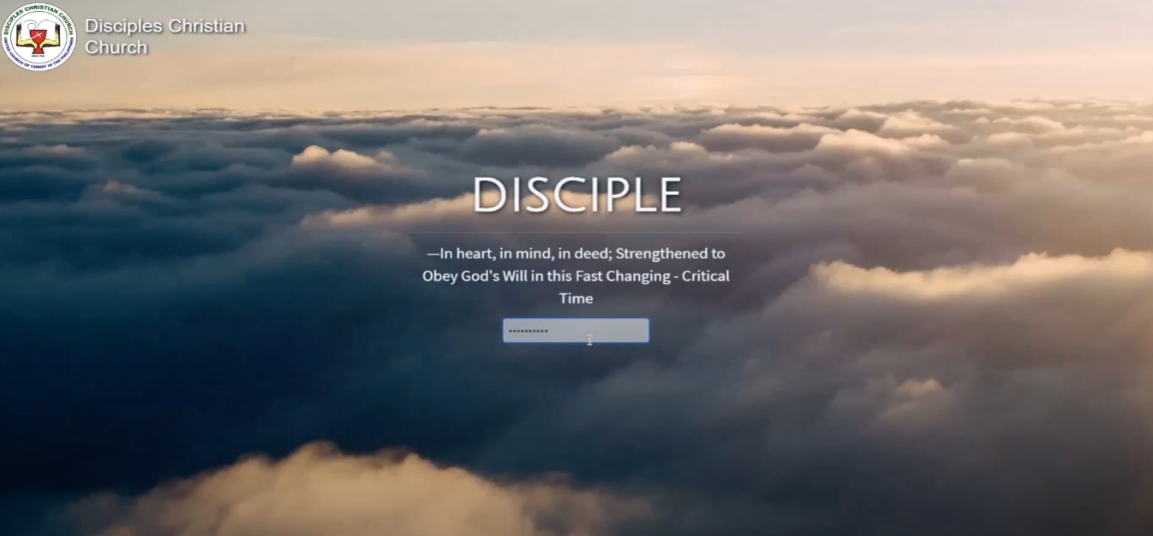 Disciples Christian
Church
DISCIPLES CHRISTIAN CHURCH
DISCIPLE
—In heart, in mind, in deed; Strengthened to
Obey God's Will in this Fast Changing - Critical
Time